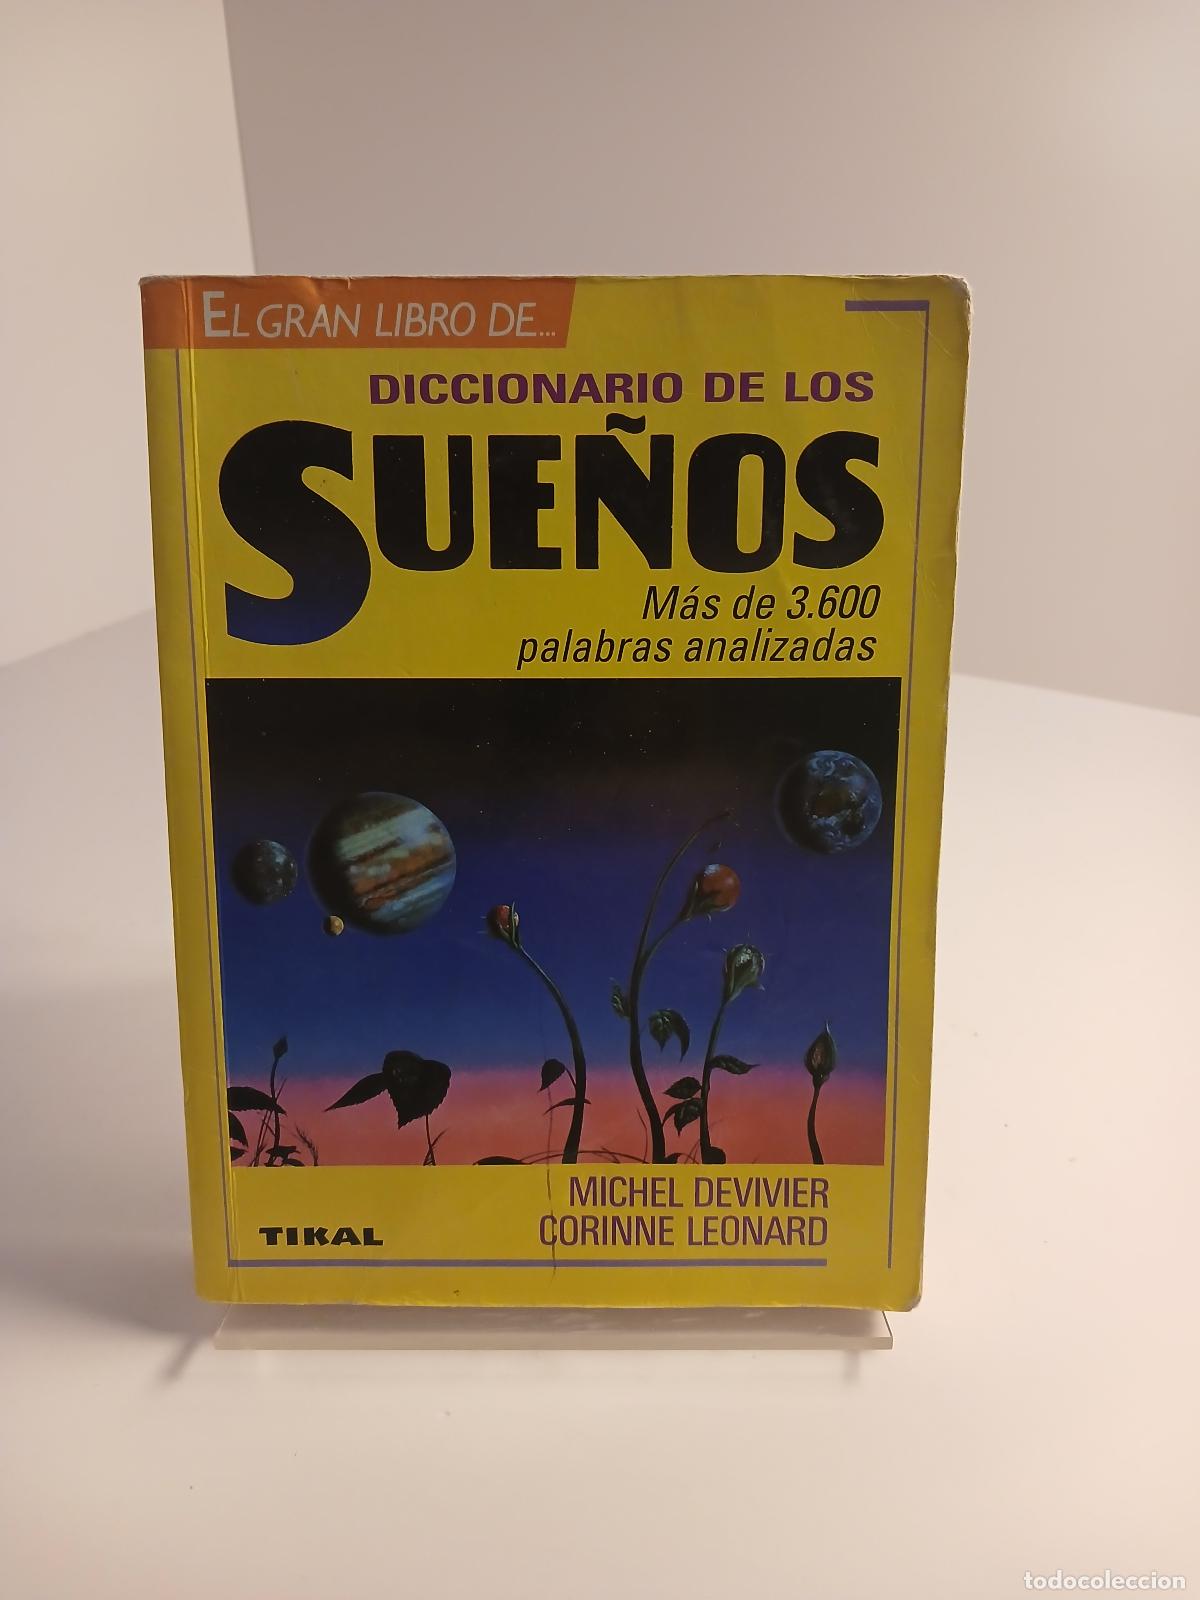 EL GRAN LIBRO DE...
DICCIONARIO DE LOS
SUEÑOS
Más de 3.600
palabras analizadas
MICHEL DEVIVIER
CORINNE LEONARD
TIKAL
todocoleccion